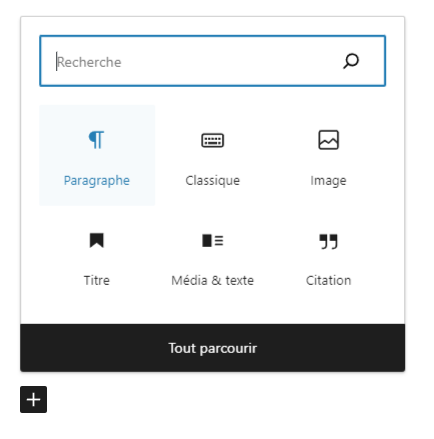 Recherche
Paragraphe Classique Image
Titre Média & texte Citation
Tout parcourir